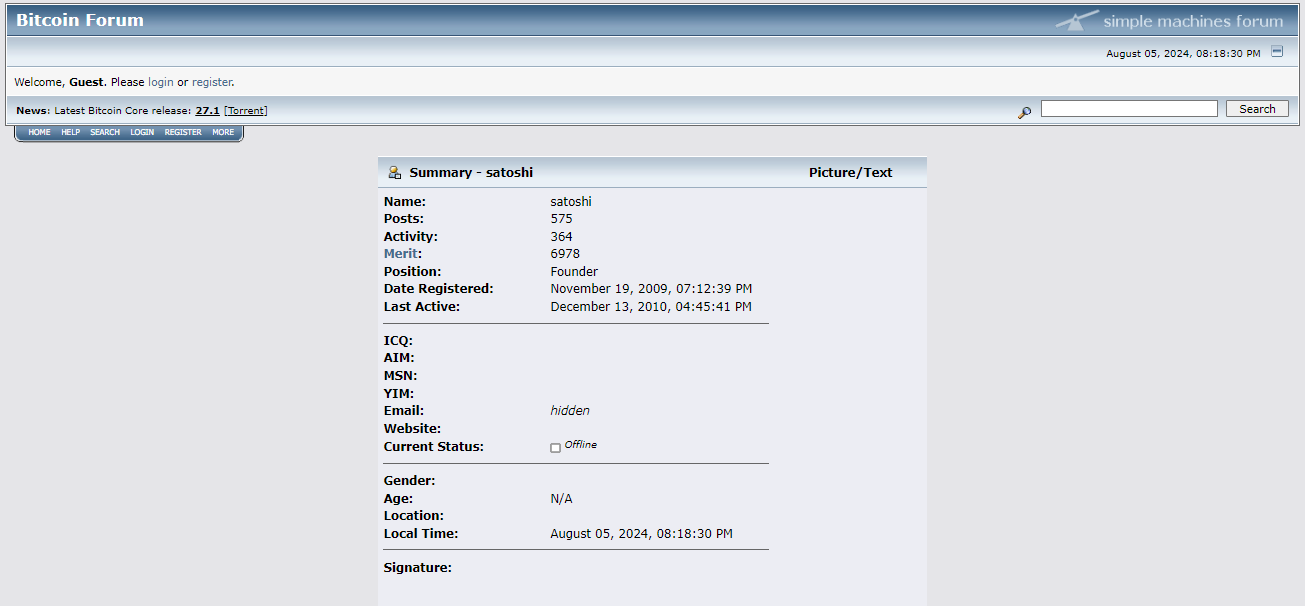 Bitcoin Forum
simple machines forum
August 05, 2024, 08:18:30 PM
Welcome, Guest. Please login or register.
News: Latest Bitcoin Core release: 27.1 [Torrent]
Search
HOME HELP SEARCH LOGIN REGISTER MORE
Summary - satoshi Picture/Text
Name: satoshi
Posts: 575
Activity: 364
Merit: 6978
Position: Founder
Date Registered: November 19, 2009, 07:12:39 PM
Last Active: December 13, 2010, 04:45:41 PM
ICQ:
AIM:
MSN:
YIM:
Email: hidden
Website:
Current Status: Offline
Gender:
Age: N/A
Location:
Local Time: August 05, 2024, 08:18:30 PM
Signature: